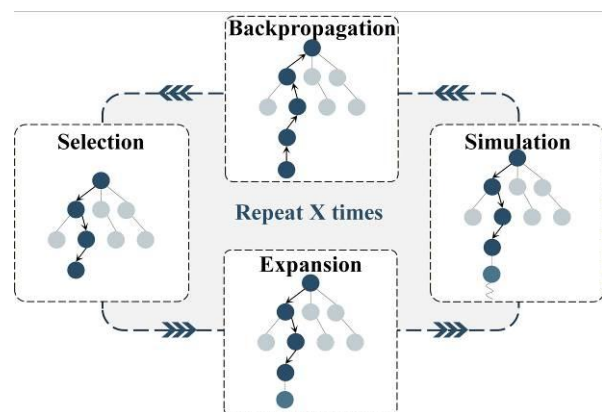 Backpropagation
Selection
Simulation
Repeat X times
Expansion